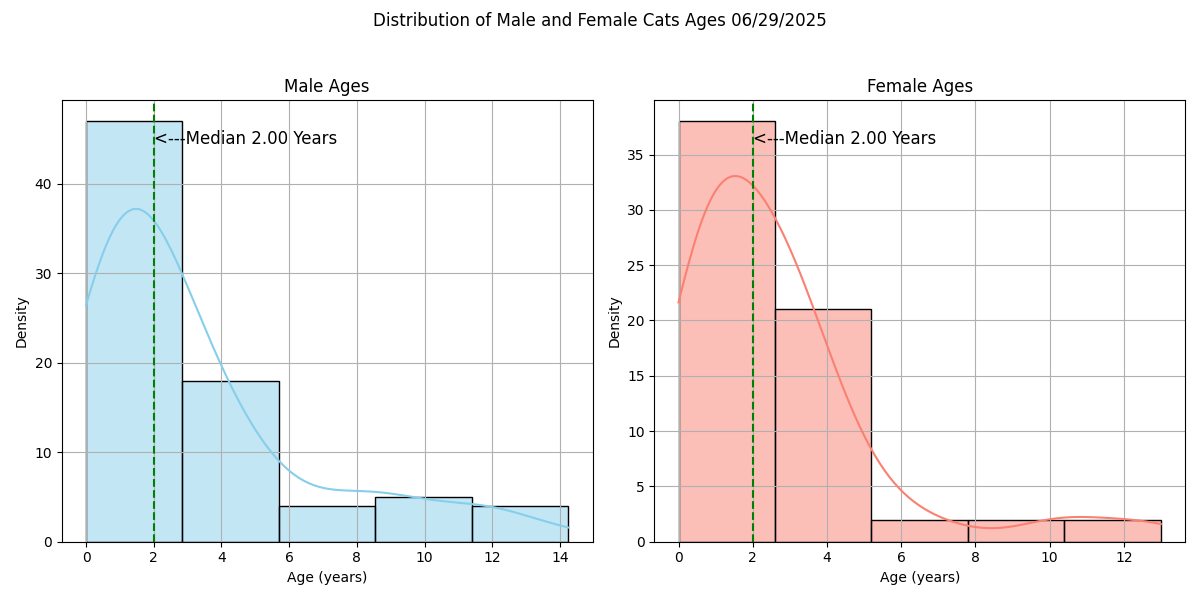 Distribution of Male and Female Cats Ages 06/29/2025
Male Ages
<---Median 2.00 Years
Density
0
10
20
30
40
0 2 4 6 8 10 12 14
Age (years)
Female Ages
<---Median 2.00 Years
Density
0
5
10
15
20
25
30
35
0 2 4 6 8 10 12
Age (years)